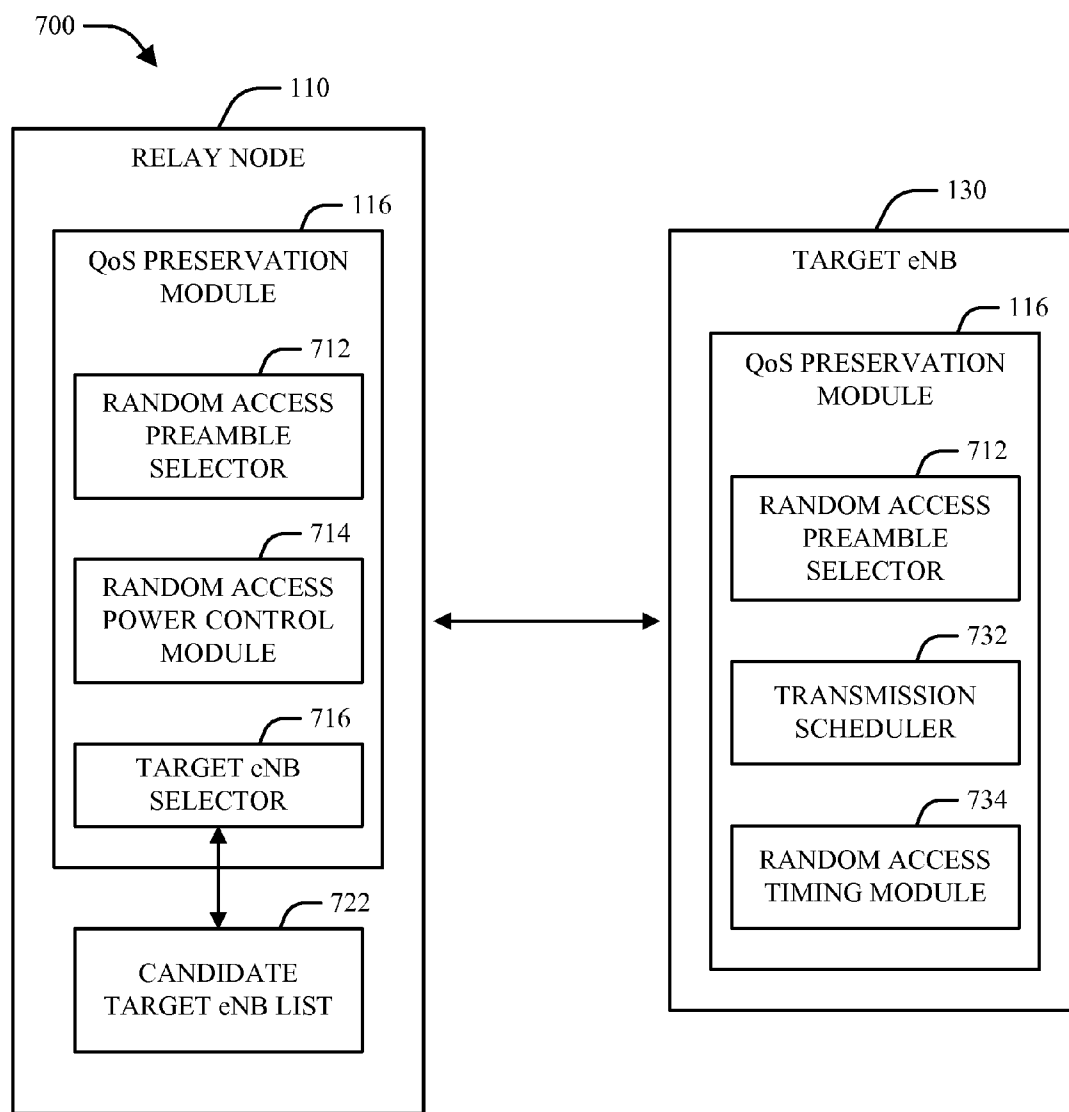 700
110
RELAY NODE
116
QoS PRESERVATION
MODULE
712
RANDOM ACCESS
PREAMBLE
SELECTOR
714
RANDOM ACCESS
POWER CONTROL
MODULE
716
TARGET eNB
SELECTOR
722
CANDIDATE
TARGET eNB LIST
130
TARGET eNB
116
QoS PRESERVATION
MODULE
712
RANDOM ACCESS
PREAMBLE
SELECTOR
732
TRANSMISSION
SCHEDULER
734
RANDOM ACCESS
TIMING MODULE